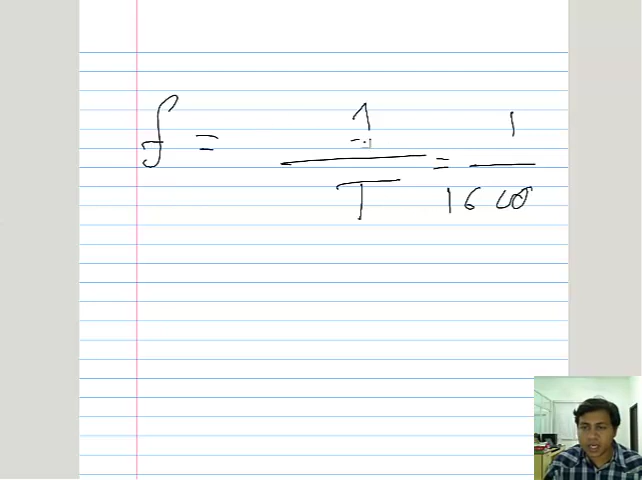 f = 1/T = 1/1600